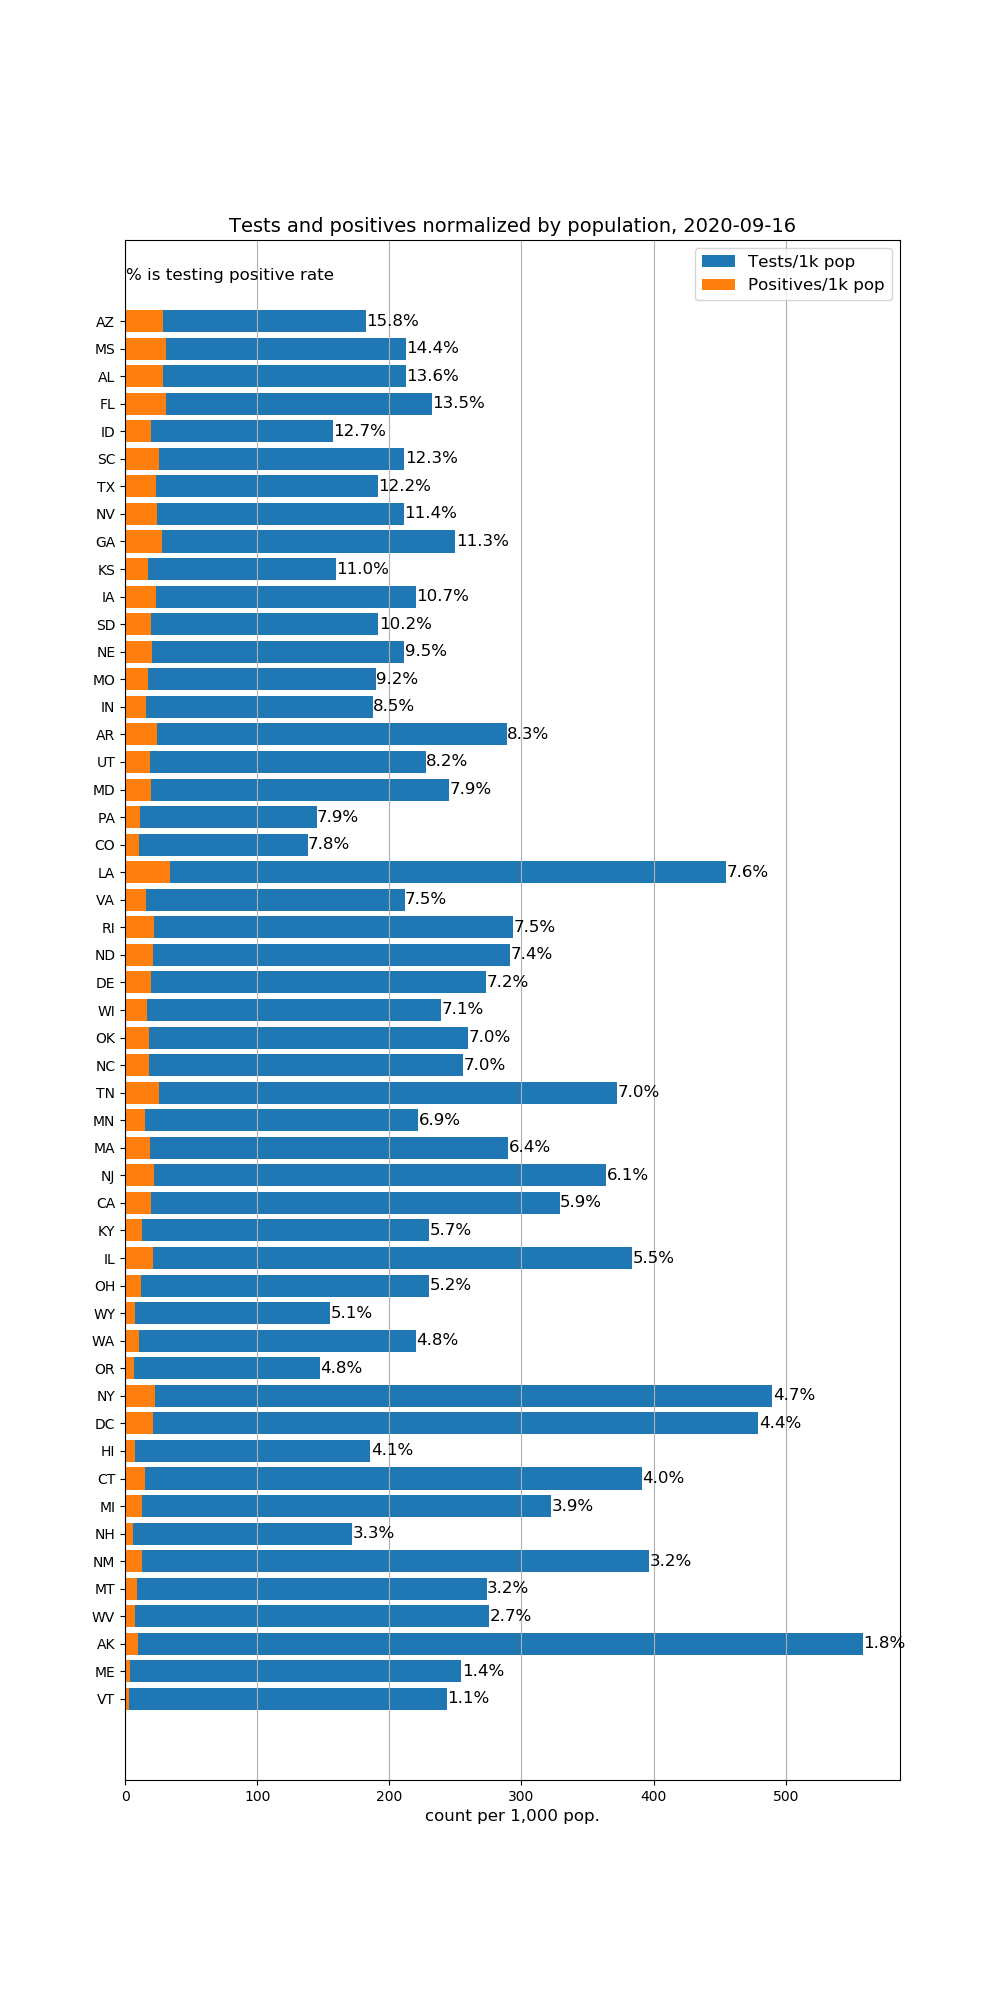 Tests and positives normalized by population, 2020-09-16
% is testing positive rate
Tests/1k pop
Positives/1k pop
AZ 15.8%
MS 14.4%
AL 13.6%
FL 13.5%
ID 12.7%
SC 12.3%
TX 12.2%
NV 11.4%
GA 11.3%
KS 11.0%
IA 10.7%
SD 10.2%
NE 9.5%
MO 9.2%
IN 8.5%
AR 8.3%
UT 8.2%
MD 7.9%
PA 7.9%
CO 7.8%
LA 7.6%
VA 7.5%
RI 7.5%
ND 7.4%
DE 7.2%
WI 7.1%
OK 7.0%
NC 7.0%
TN 7.0%
MN 6.9%
MA 6.4%
NJ 6.1%
CA 5.9%
KY 5.7%
IL 5.5%
OH 5.2%
WY 5.1%
WA 4.8%
OR 4.8%
NY 4.7%
DC 4.4%
HI 4.1%
CT 4.0%
MI 3.9%
NH 3.3%
NM 3.2%
MT 3.2%
WV 2.7%
AK 1.8%
ME 1.4%
VT 1.1%
0 100 200 300 400 500
count per 1,000 pop.